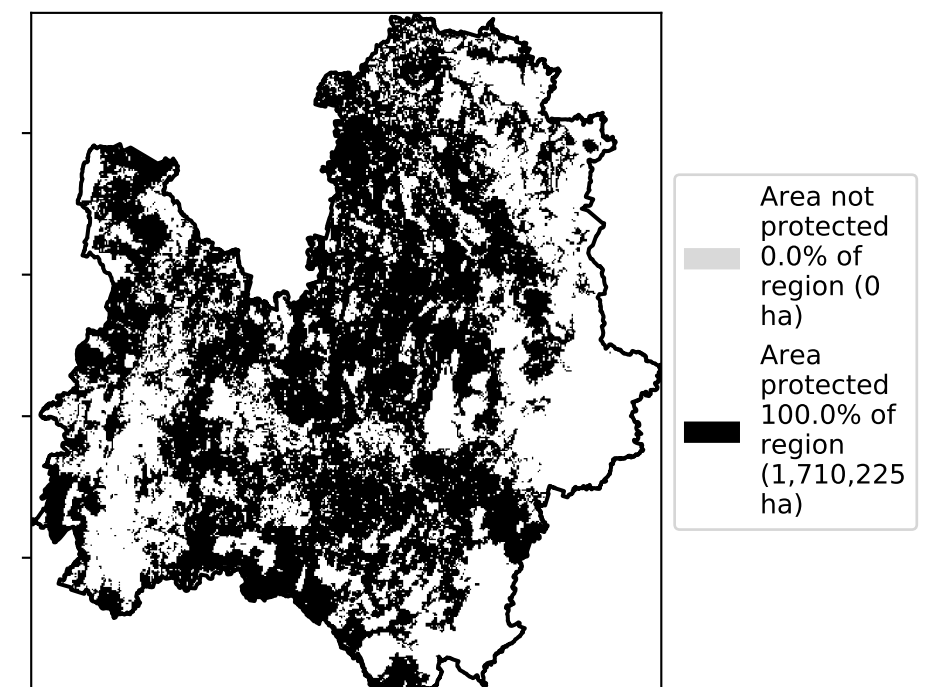 Area not
protected
0.0% of
region (0
ha)
Area
protected
100.0% of
region
(1,710,225
ha)